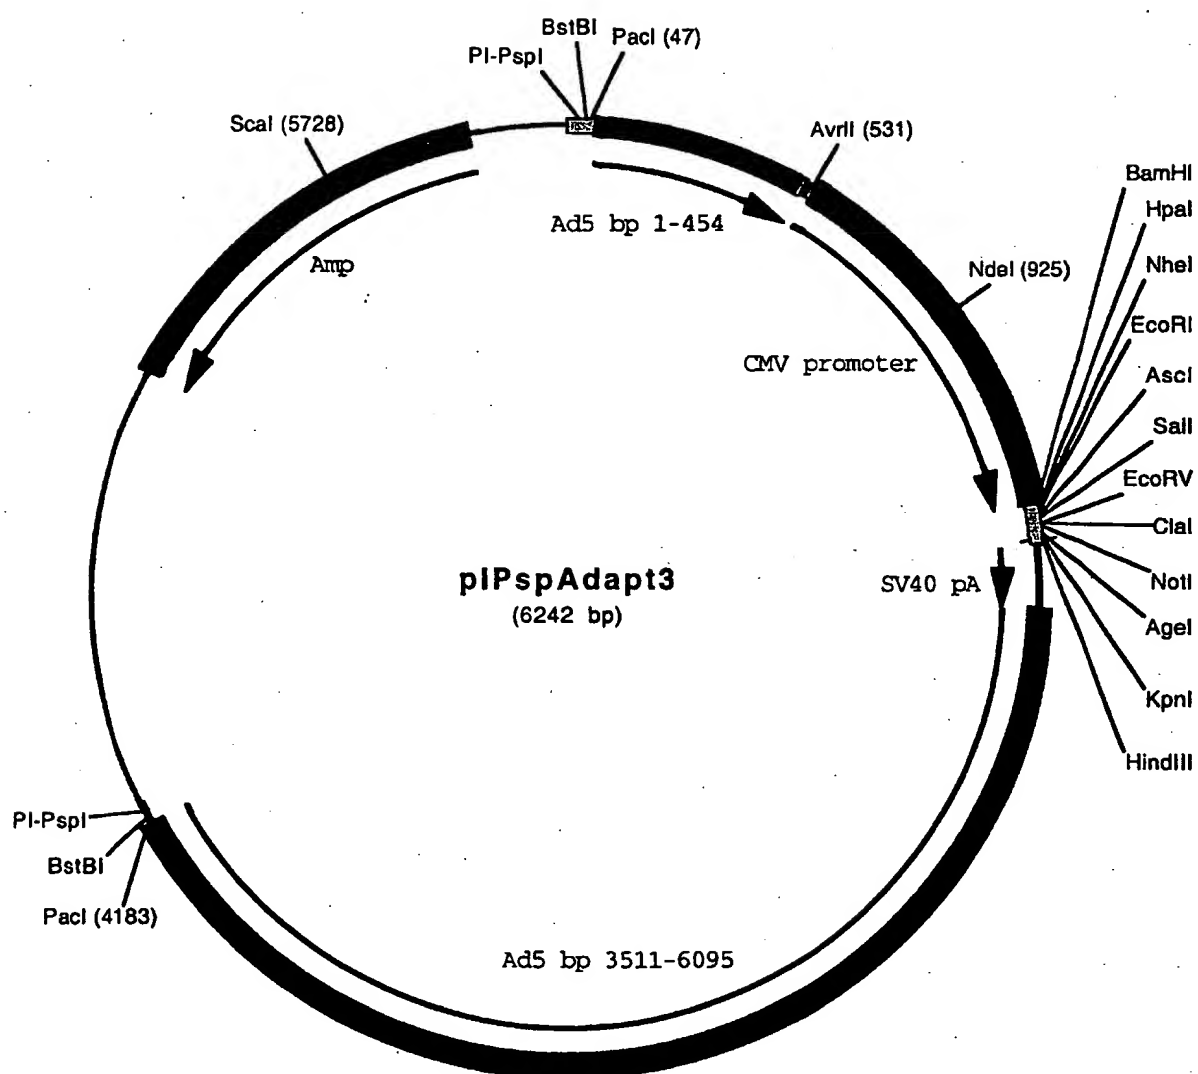 BstBI
PacI (47)
PI-PspI
ScaI (5728)
AvrII (531)
BamHI
HpaI
Ad5 bp 1-454
Amp
NheI
NdeI (925)
EcoRI
CMV promoter
AscI
SalI
EcoRV
ClaI
pIPspAdapt3
(6242 bp)
SV40 pA
NotI
AgeI
KpnI
HindIII
PI-PspI
BstBI
PacI (4183)
Ad5 bp 3511-6095